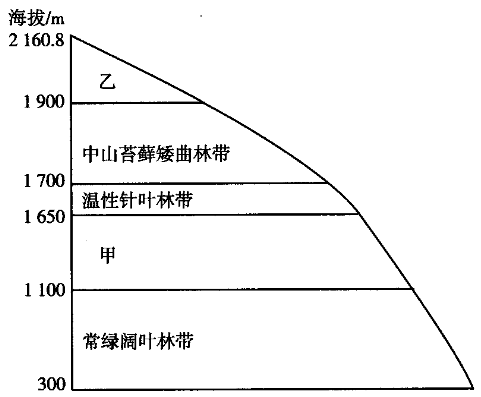 海拔/m
2 160.8
乙
1 900
中山苔藓矮曲林带
1 700
温性针叶林带
1 650
甲
1 100
常绿阔叶林带
300